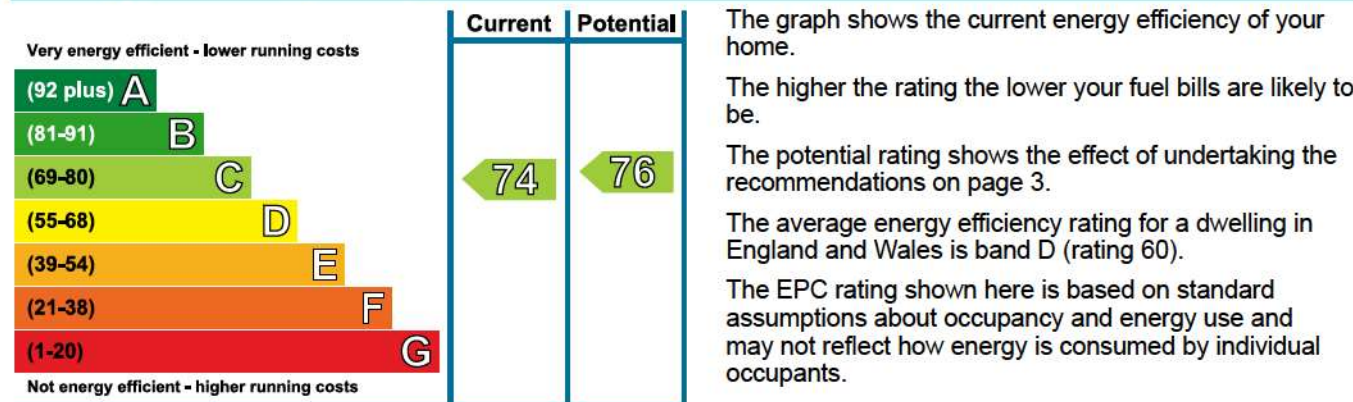 Current Potential
Very energy efficient - lower running costs
(92 plus) A
(81-91) B
(69-80) C
(55-68) D
(39-54) E
(21-38) F
(1-20) G
Not energy efficient - higher running costs
74
76
The graph shows the current energy efficiency of your
home.
The higher the rating the lower your fuel bills are likely to
be.
The potential rating shows the effect of undertaking the
recommendations on page 3.
The average energy efficiency rating for a dwelling in
England and Wales is band D (rating 60).
The EPC rating shown here is based on standard
assumptions about occupancy and energy use and
may not reflect how energy is consumed by individual
occupants.